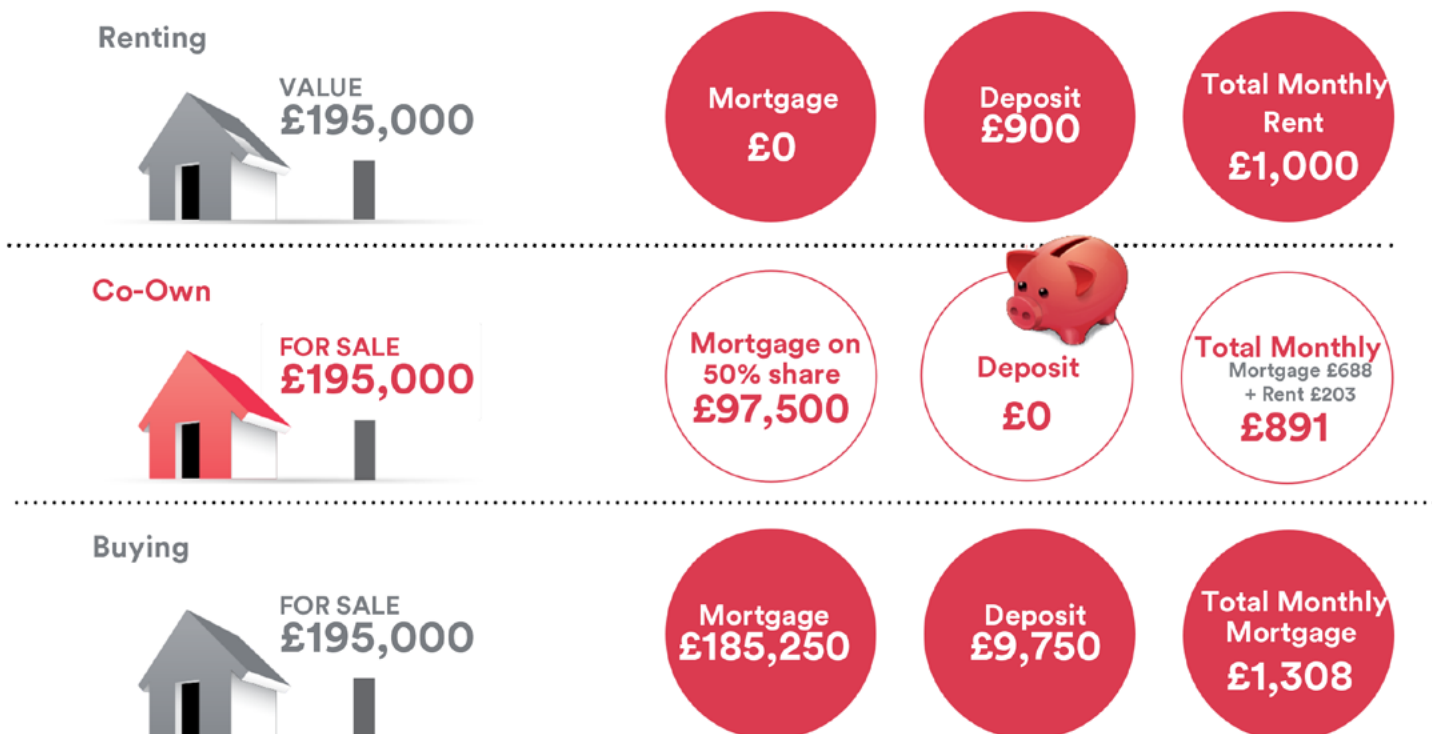 Renting
VALUE
£195,000
Mortgage
£0
Deposit
£900
Total Monthly
Rent
£1,000
Co-Own
FOR SALE
£195,000
Mortgage on
50% share
£97,500
Deposit
£0
Total Monthly
Mortgage £688
+ Rent £203
£891
Buying
FOR SALE
£195,000
Mortgage
£185,250
Deposit
£9,750
Total Monthly
Mortgage
£1,308